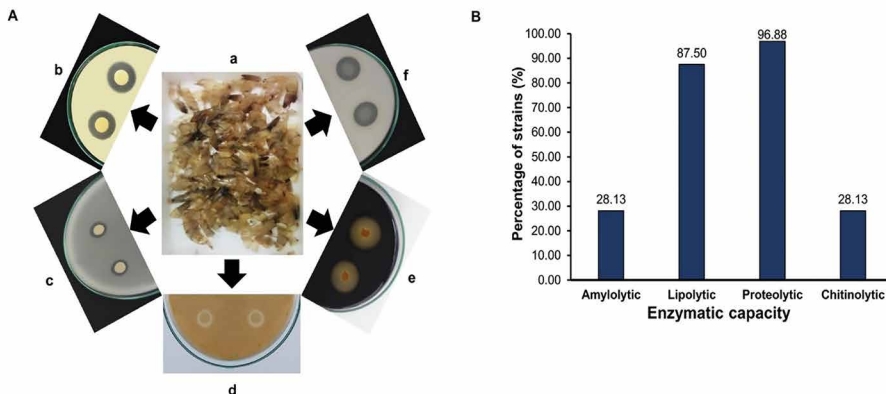 A
a
b
f
c
e
d
B
Percentage of strains (%)
100.00
90.00
80.00
70.00
60.00
50.00
40.00
30.00
20.00
10.00
0.00
28.13
87.50
96.88
28.13
Amylolytic Lipolytic Proteolytic Chitinolytic
Enzymatic capacity